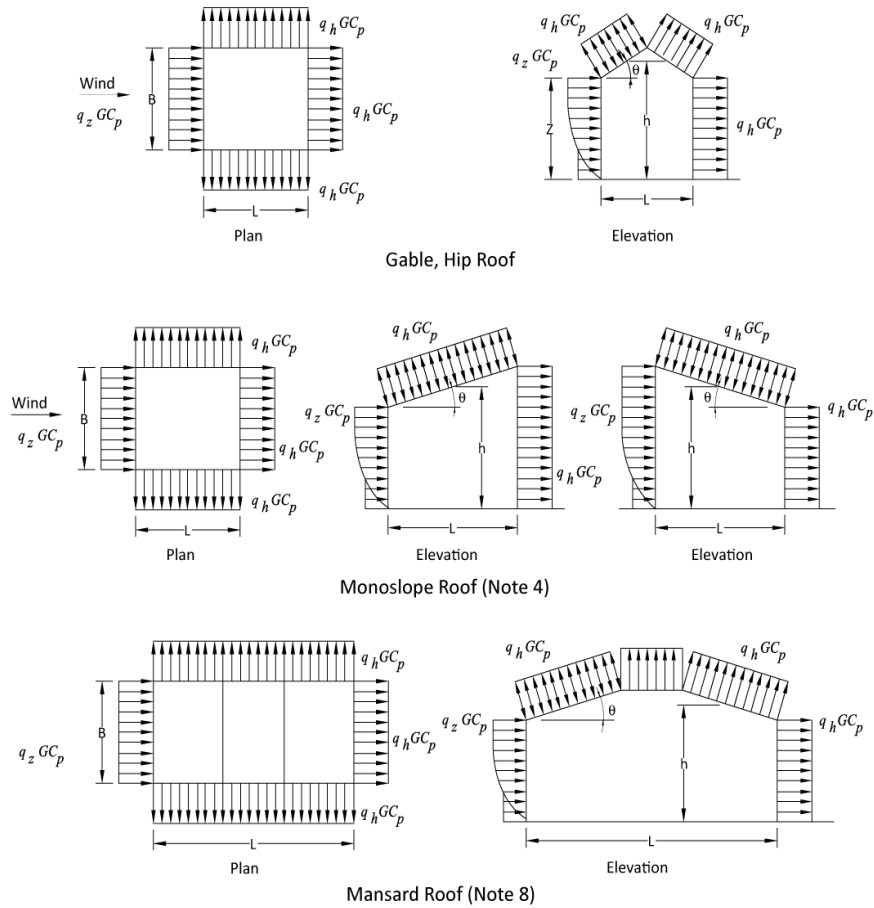 q_h GC_p
Wind
q_z GC_p
B
q_h GC_p
q_h GC_p
L
Plan
q_h GC_p
q_h GC_p
q_z GC_p
θ
Z
h
q_h GC_p
L
Elevation
Gable, Hip Roof
q_h GC_p
Wind
q_z GC_p
B
q_h GC_p
q_h GC_p
L
Plan
q_h GC_p
θ
q_z GC_p
h
q_h GC_p
L
Elevation
q_h GC_p
θ
q_z GC_p
q_h GC_p
h
L
Elevation
Monoslope Roof (Note 4)
q_h GC_p
B
q_z GC_p
q_h GC_p
q_h GC_p
L
Plan
q_h GC_p
q_h GC_p
θ
q_z GC_p
q_h GC_p
h
L
Elevation
Mansard Roof (Note 8)